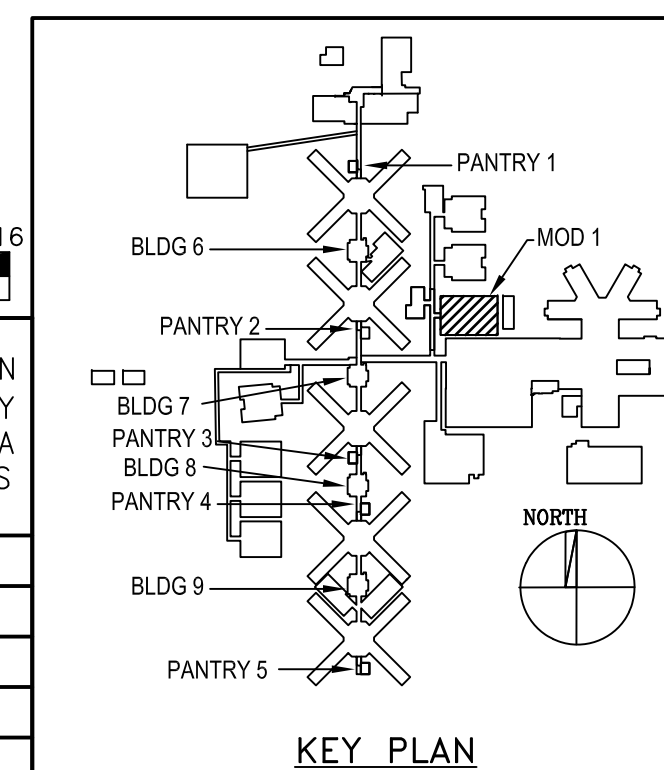 PANTRY 1
MOD 1
BLDG 6
16
PANTRY 2
N
Y
A
S
BLDG 7
PANTRY 3
BLDG 8
PANTRY 4
NORTH
BLDG 9
PANTRY 5
KEY PLAN